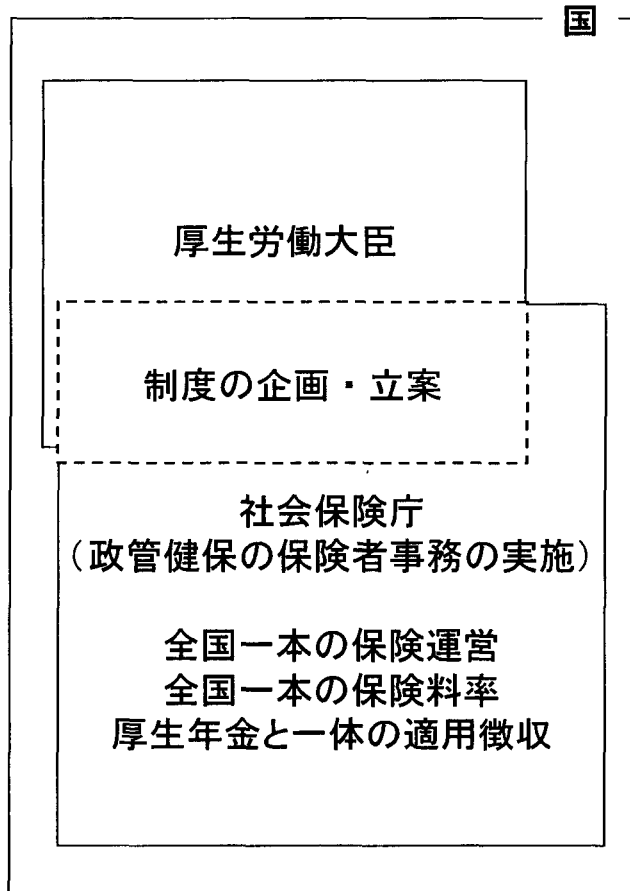 国
厚生労働大臣
制度の企画・立案
社会保険庁
（政管健保の保険者事務の実施）
全国一本の保険運営
全国一本の保険料率
厚生年金と一体の適用徴収